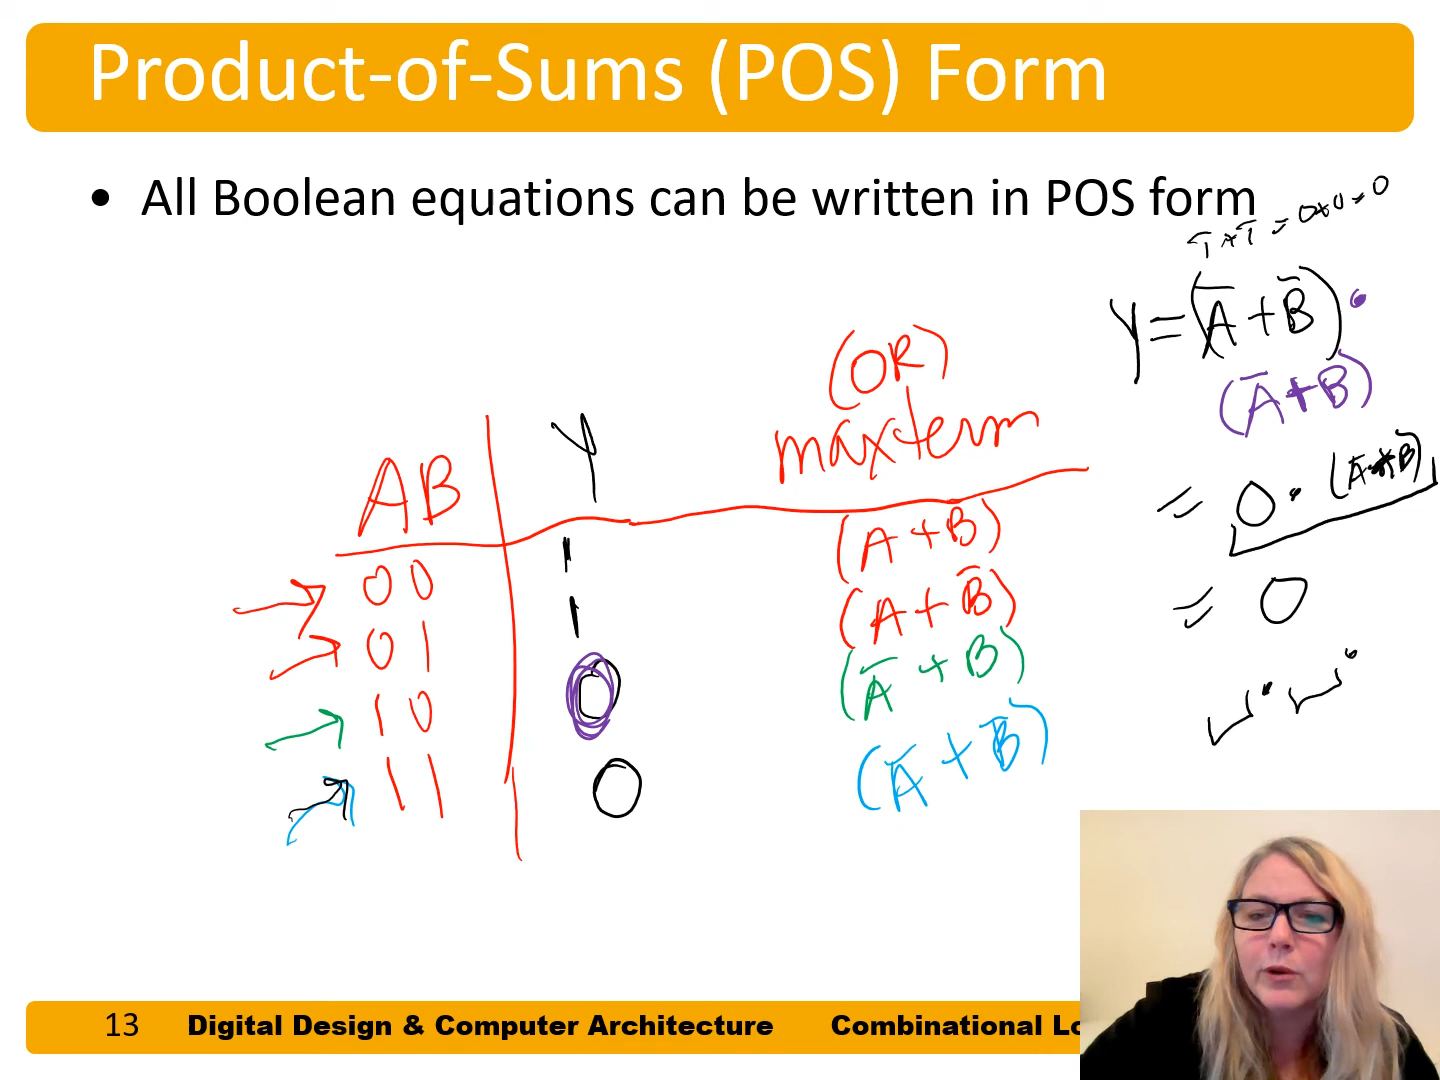 Product-of-Sums (POS) Form
• All Boolean equations can be written in POS form
1̅ + 1̅ = 0+0 = 0
Y = (A̅ + B̅) •
(A̅ + B)
= 0 • (A̅+B)
= 0
(OR)
AB Y maxterm
00 1 (A + B)
01 1 (A + B̅)
10 0 (A̅ + B)
11 0 (A̅ + B̅)
13 Digital Design & Computer Architecture Combinational Lo